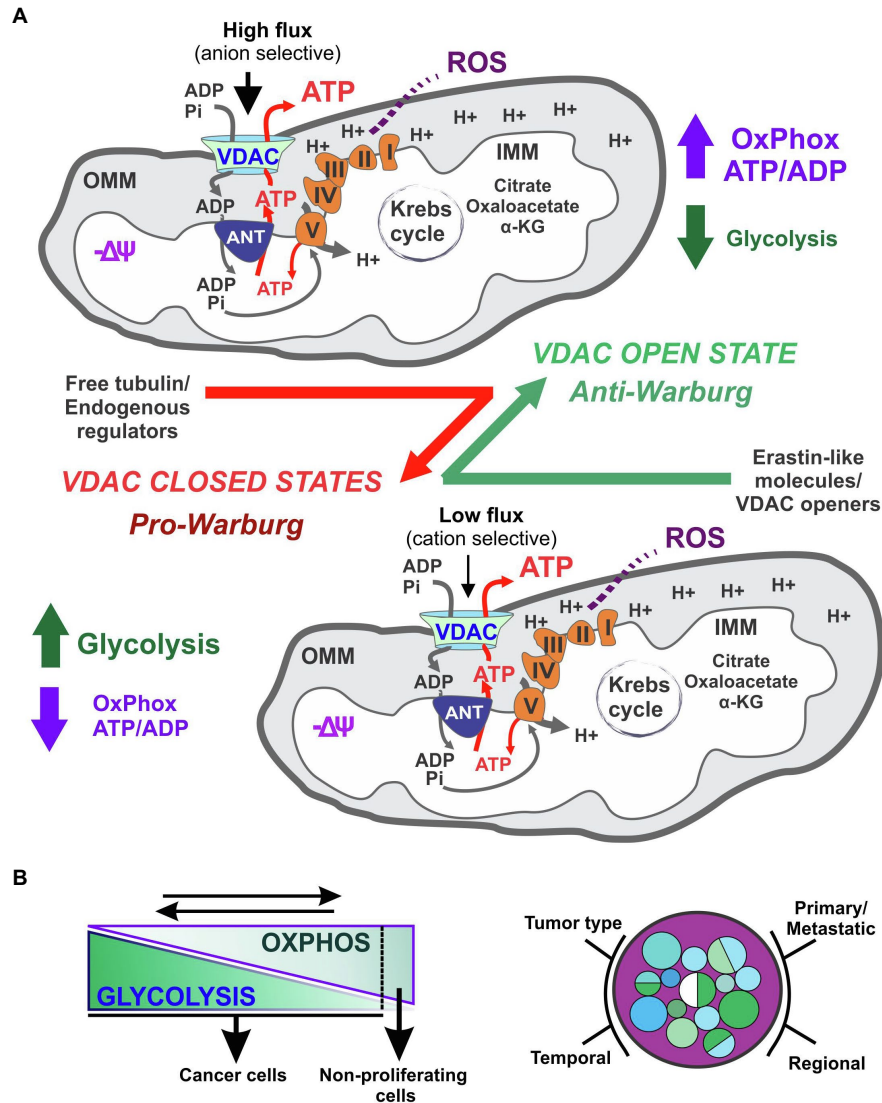 A
High flux
(anion selective)
ROS
ADP
Pi
ATP
H+
H+
H+
H+
H+
H+
H+
VDAC
I
II
III
IV
V
IMM
OMM
ADP
ATP
ANT
Krebs
cycle
Citrate
Oxaloacetate
α-KG
-ΔΨ
H+
ADP
Pi
ATP
OxPhox
ATP/ADP
Glycolysis
VDAC OPEN STATE
Anti-Warburg
Free tubulin/
Endogenous
regulators
VDAC CLOSED STATES
Pro-Warburg
Erastin-like
molecules/
VDAC openers
Low flux
(cation selective)
ROS
ADP
Pi
ATP
H+
H+
H+
H+
H+
H+
H+
VDAC
I
II
III
IV
V
IMM
OMM
ADP
ATP
ANT
Krebs
cycle
Citrate
Oxaloacetate
α-KG
-ΔΨ
H+
ADP
Pi
ATP
Glycolysis
OxPhox
ATP/ADP
B
OXPHOS
GLYCOLYSIS
Cancer cells
Non-proliferating
cells
Tumor type
Primary/
Metastatic
Temporal
Regional